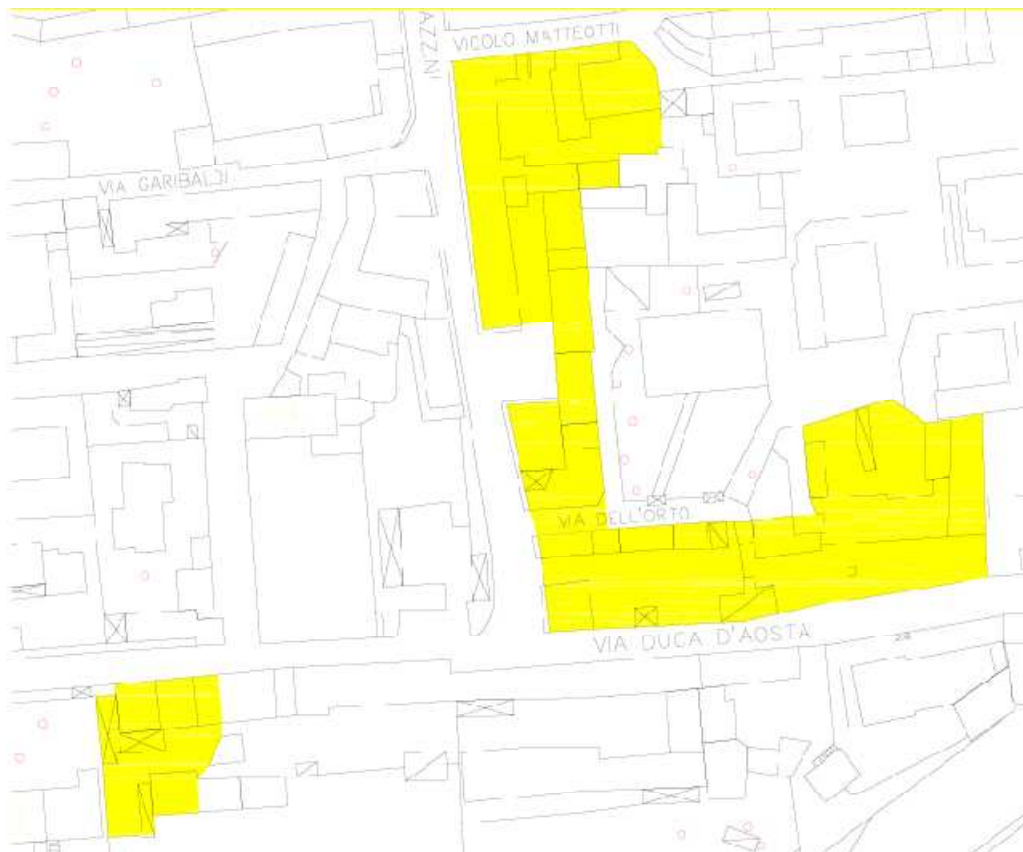 AZZINI
VICOLO MATTEOTTI
VIA GARIBALDI
VIA DELL'ORTO
VIA DUCA D'AOSTA